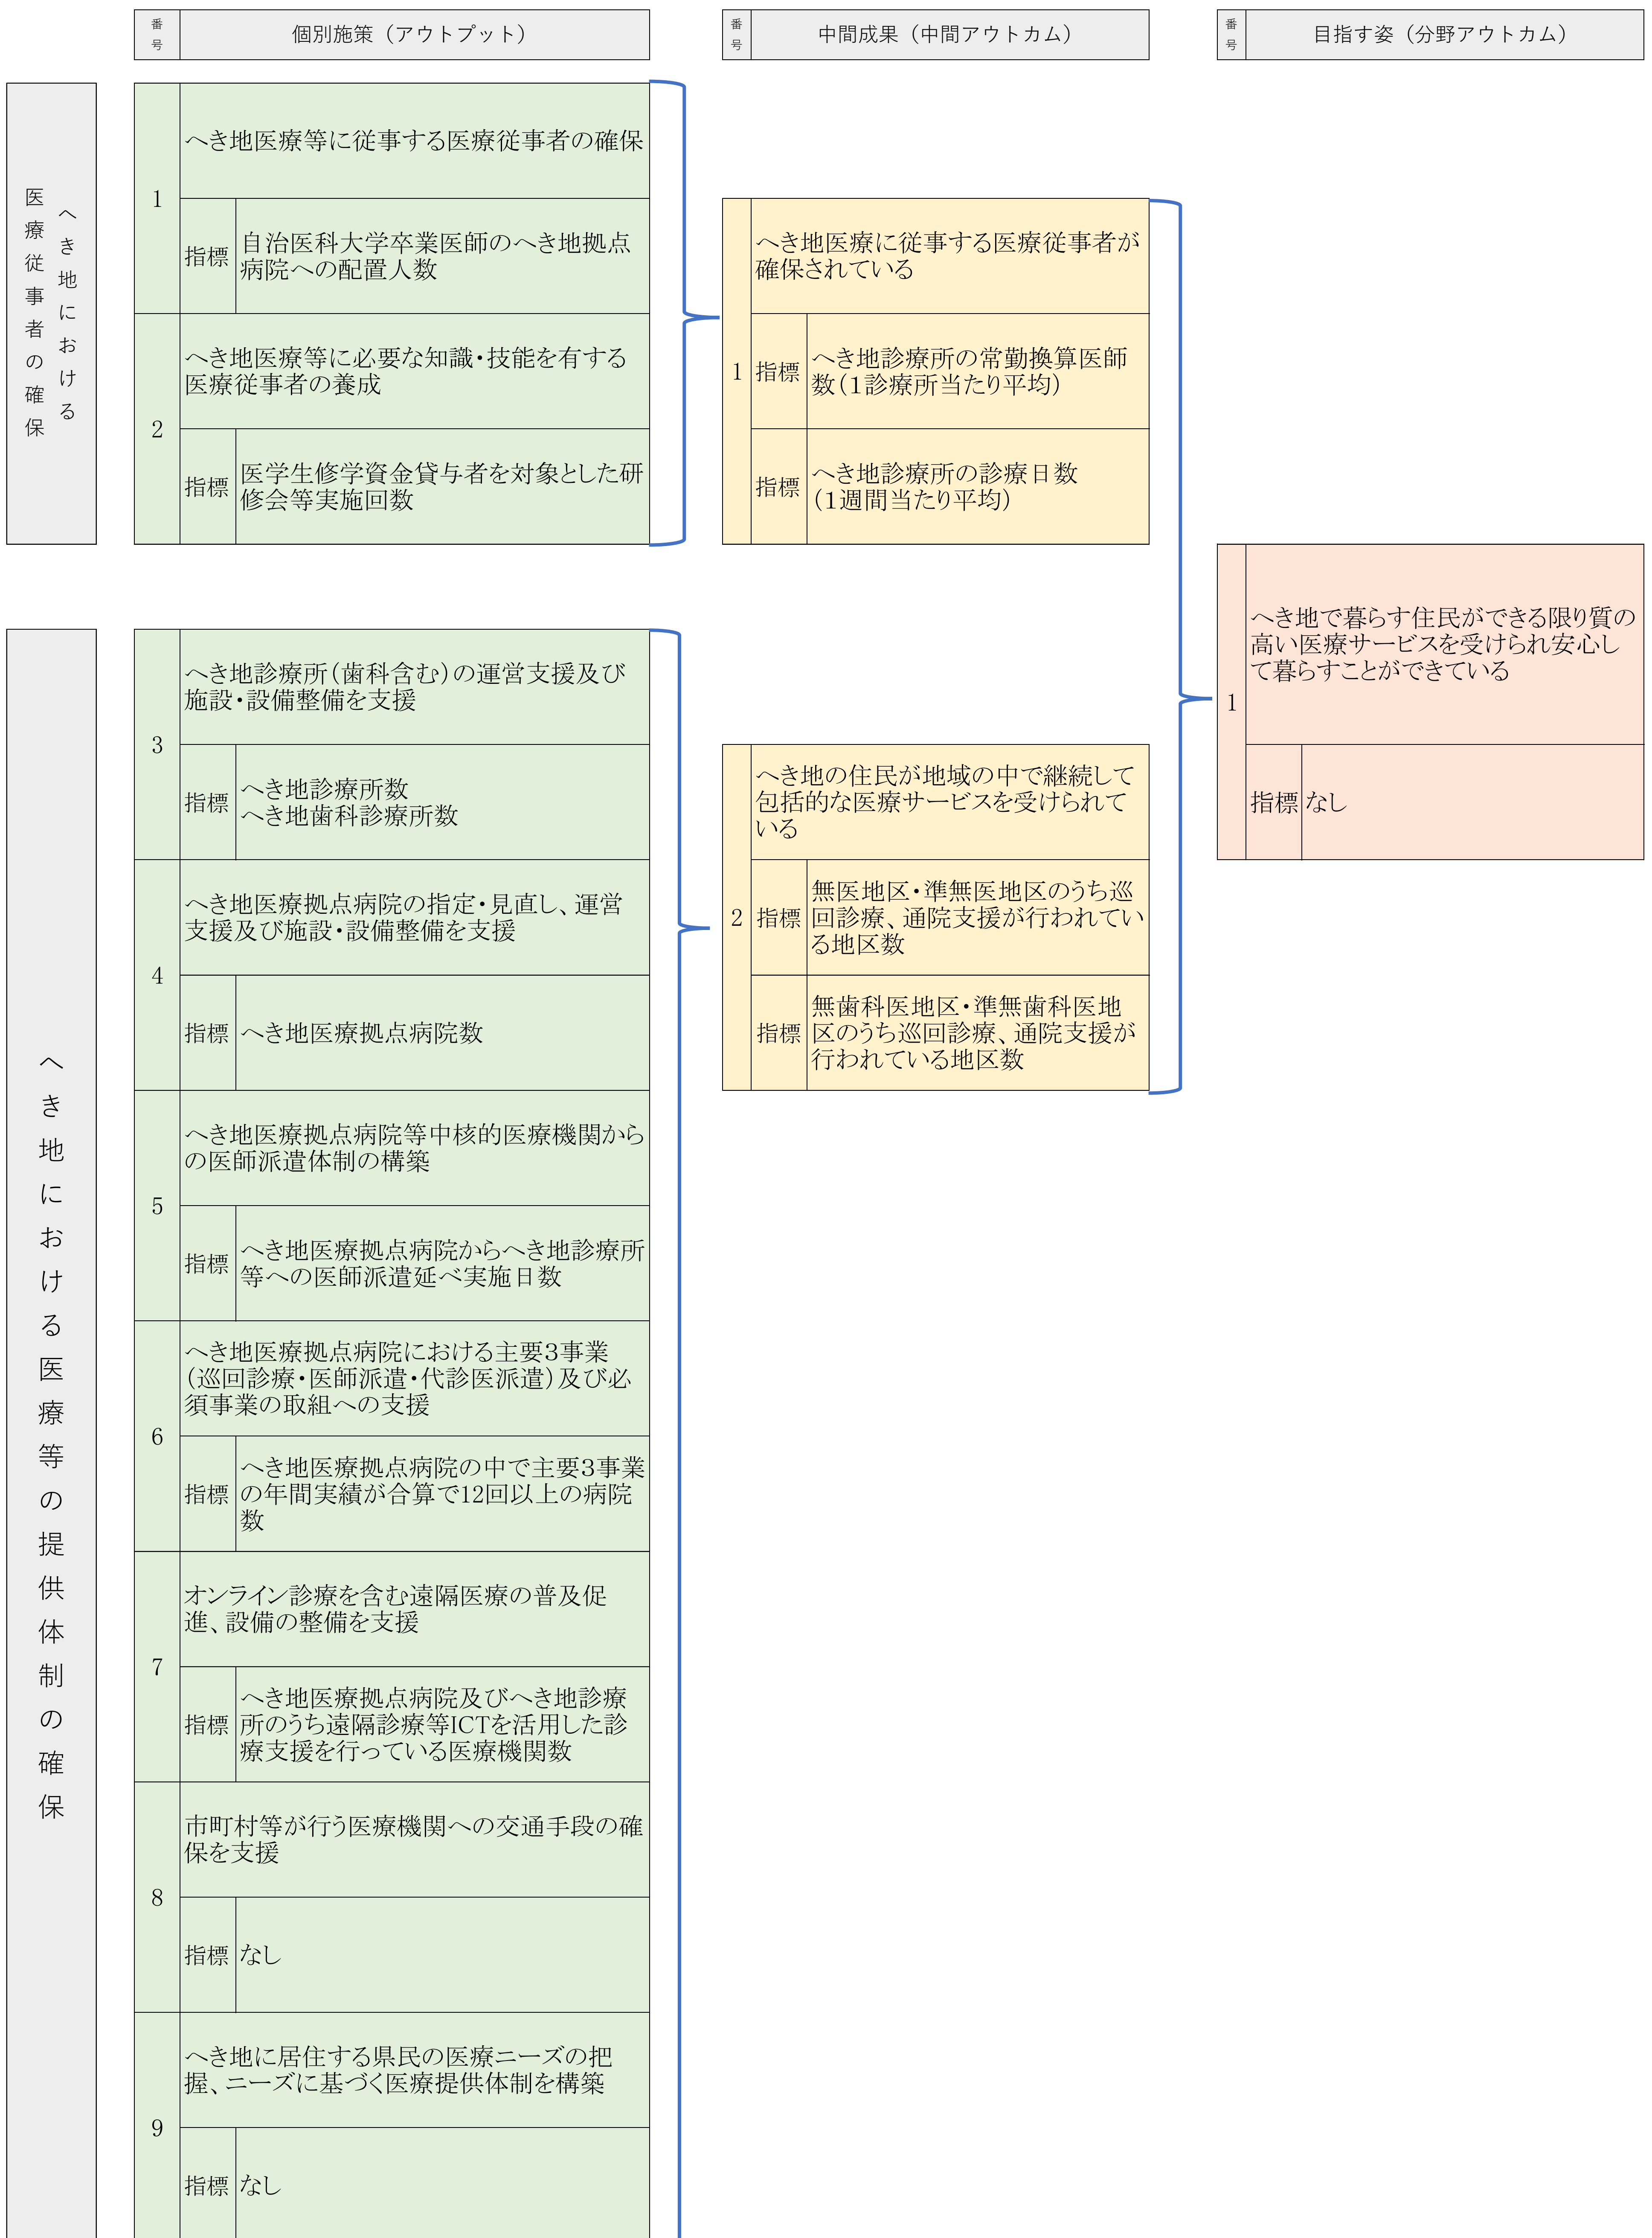 番号
個別施策（アウトプット）
番号
中間成果（中間アウトカム）
番号
目指す姿（分野アウトカム）
へき地における
医療従事者の確保
1
へき地医療等に従事する医療従事者の確保
指標
自治医科大学卒業医師のへき地拠点
病院への配置人数
2
へき地医療等に必要な知識・技能を有する
医療従事者の養成
指標
医学生修学資金貸与者を対象とした研
修会等実施回数
1
へき地医療に従事する医療従事者が
確保されている
指標
へき地診療所の常勤換算医師
数（１診療所当たり平均）
指標
へき地診療所の診療日数
（１週間当たり平均）
1
へき地で暮らす住民ができる限り質の
高い医療サービスを受けられ安心し
て暮らすことができている
指標
なし
へき地における医療等の提供体制の確保
3
へき地診療所（歯科含む）の運営支援及び
施設・設備整備を支援
指標
へき地診療所数
へき地歯科診療所数
4
へき地医療拠点病院の指定・見直し、運営
支援及び施設・設備整備を支援
指標
へき地医療拠点病院数
5
へき地医療拠点病院等中核的医療機関から
の医師派遣体制の構築
指標
へき地医療拠点病院からへき地診療所
等への医師派遣延べ実施日数
6
へき地医療拠点病院における主要３事業
（巡回診療・医師派遣・代診医派遣）及び必
須事業の取組への支援
指標
へき地医療拠点病院の中で主要３事業
の年間実績が合算で12回以上の病院
数
7
オンライン診療を含む遠隔医療の普及促
進、設備の整備を支援
指標
へき地医療拠点病院及びへき地診療
所のうち遠隔診療等ICTを活用した診
療支援を行っている医療機関数
8
市町村等が行う医療機関への交通手段の確
保を支援
指標
なし
9
へき地に居住する県民の医療ニーズの把
握、ニーズに基づく医療提供体制を構築
指標
なし
2
へき地の住民が地域の中で継続して
包括的な医療サービスを受けられて
いる
指標
無医地区・準無医地区のうち巡
回診療、通院支援が行われてい
る地区数
指標
無歯科医地区・準無歯科医地
区のうち巡回診療、通院支援が
行われている地区数